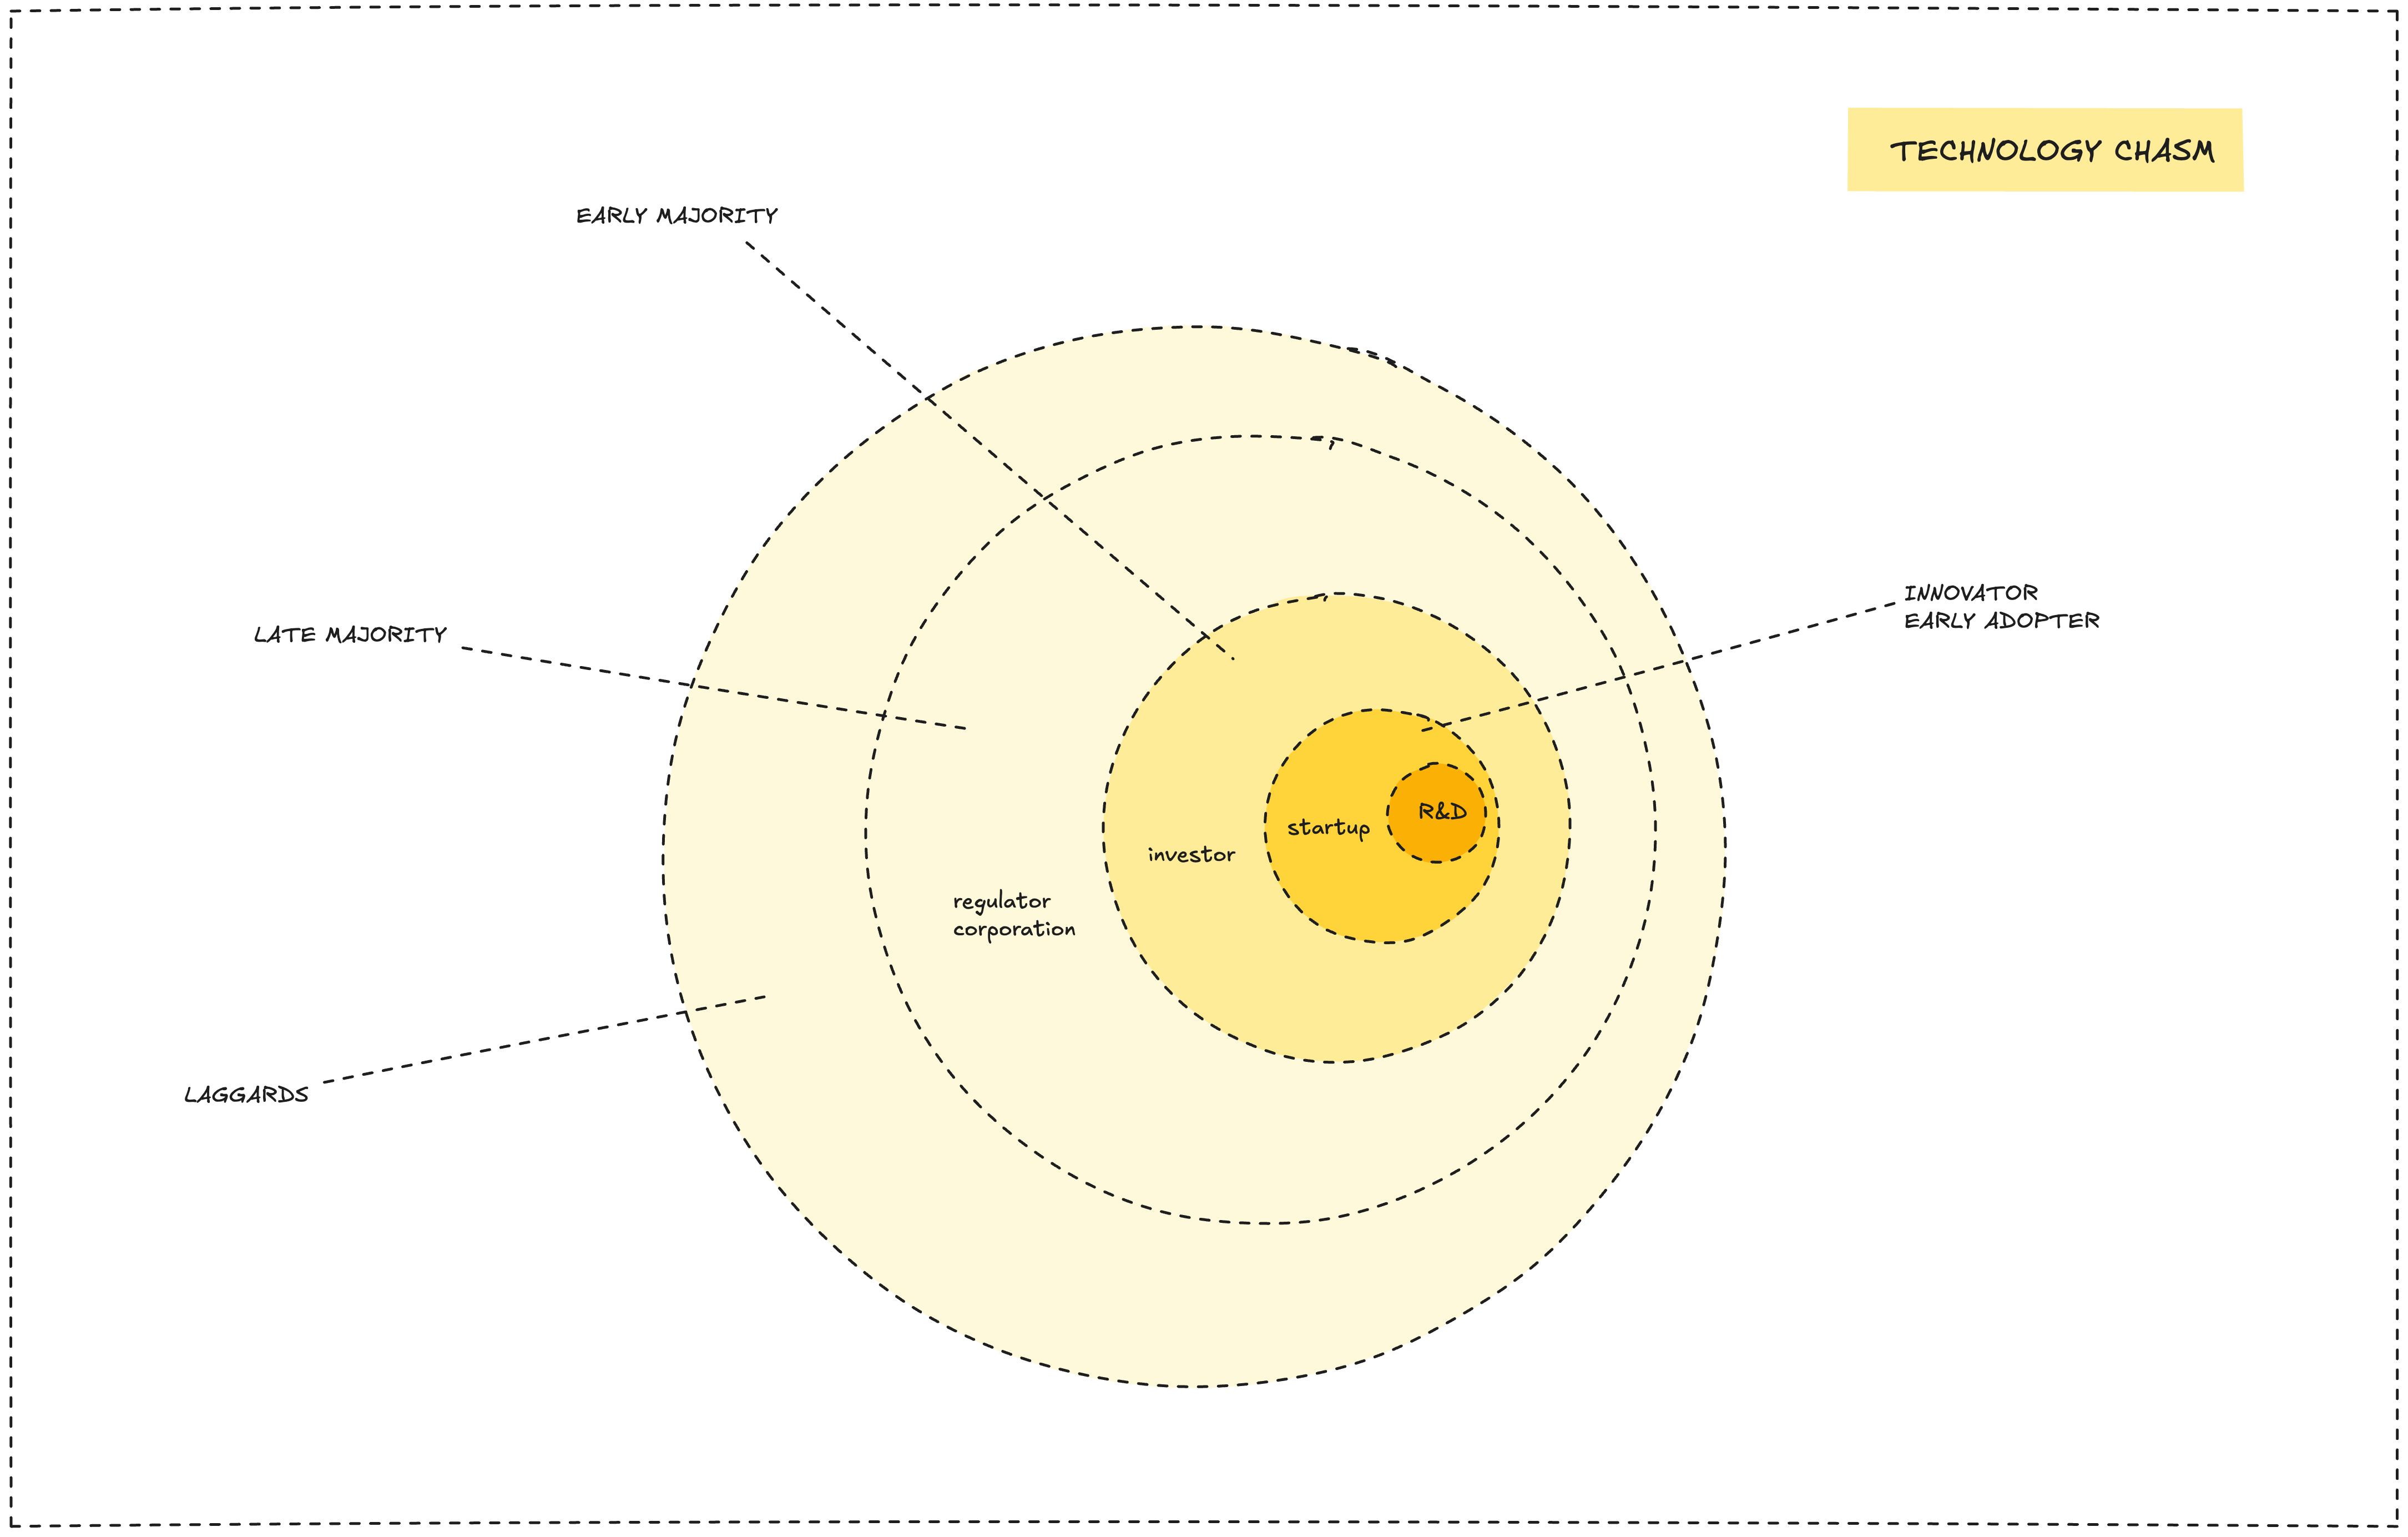 TECHNOLOGY CHASM
EARLY MAJORITY
INNOVATOR
EARLY ADOPTER
LATE MAJORITY
R&D
startup
investor
regulator
corporation
LAGGARDS